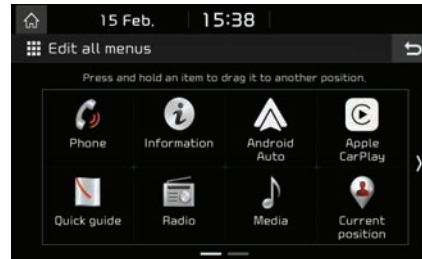 15 Feb. 15:38
Edit all menus
Press and hold an item to drag it to another position.
Phone Information Android Auto Apple CarPlay
Quick guide Radio Media Current position